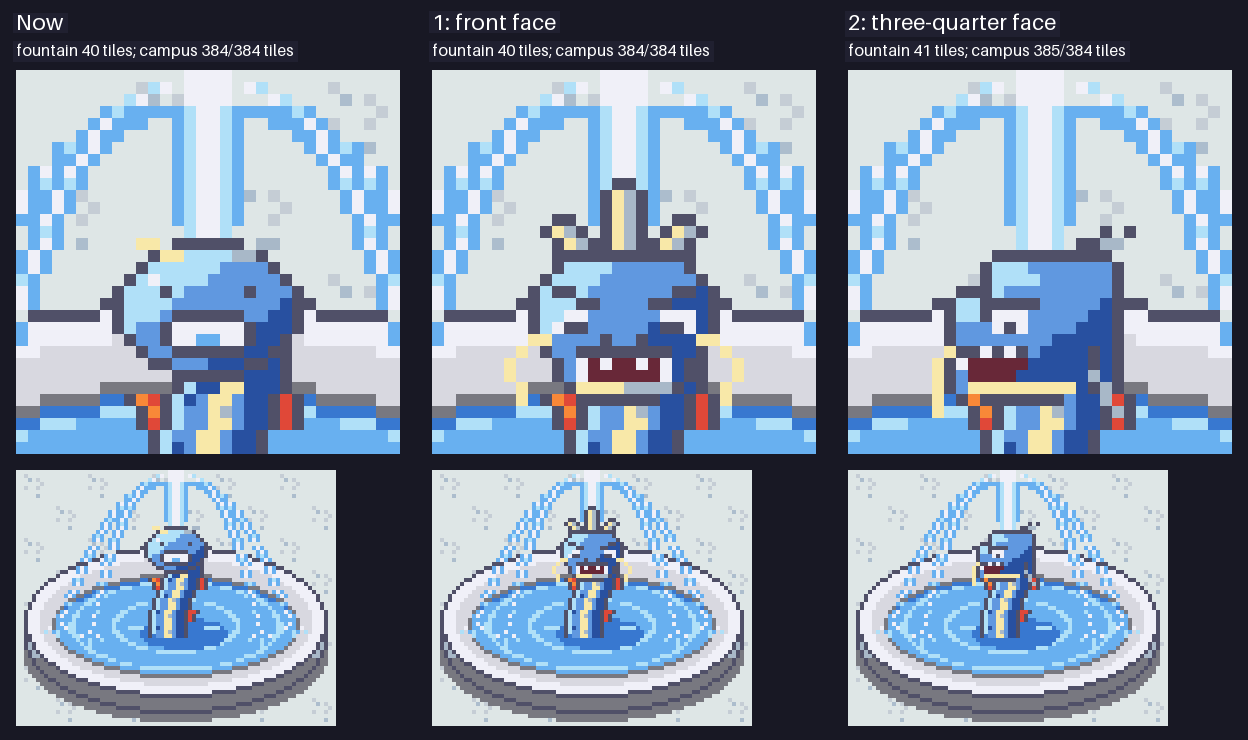 Now
fountain 40 tiles; campus 384/384 tiles
1: front face
fountain 40 tiles; campus 384/384 tiles
2: three-quarter face
fountain 41 tiles; campus 385/384 tiles